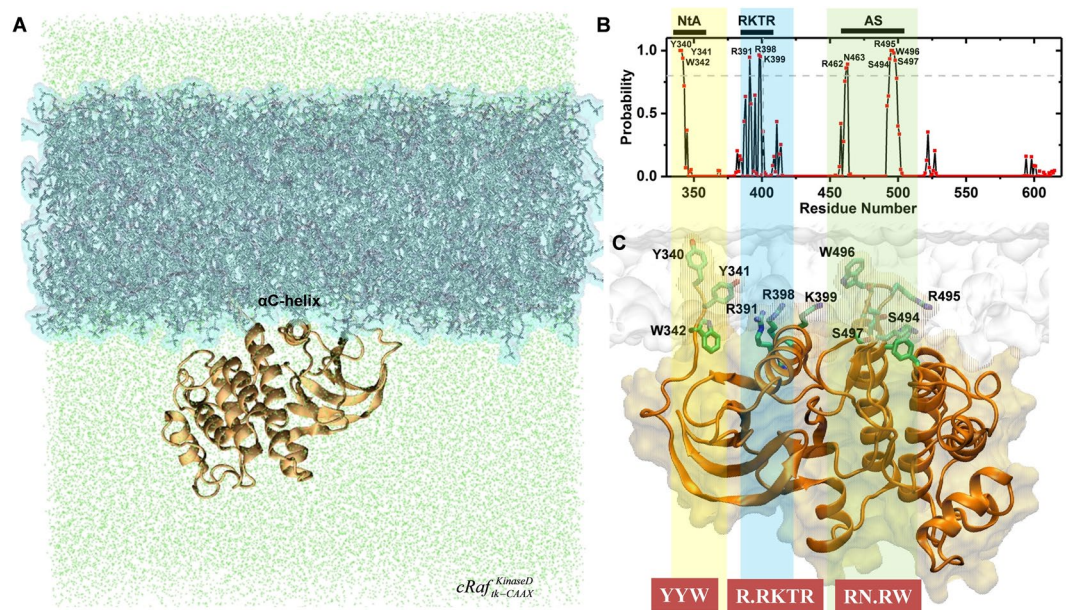 A
αC-helix
cRaf KinaseD tk-CAAX
B
NtA RKTR AS
Y340 Y341 W342
R391 R398 K399
R462 N463
R495 W496 S494 S497
1.0
0.5
0.0
Probability
350 400 450 500 550 600
Residue Number
C
Y340
Y341
W342
R391
R398
K399
W496
R495
S494
S497
YYW R.RKTR RN.RW